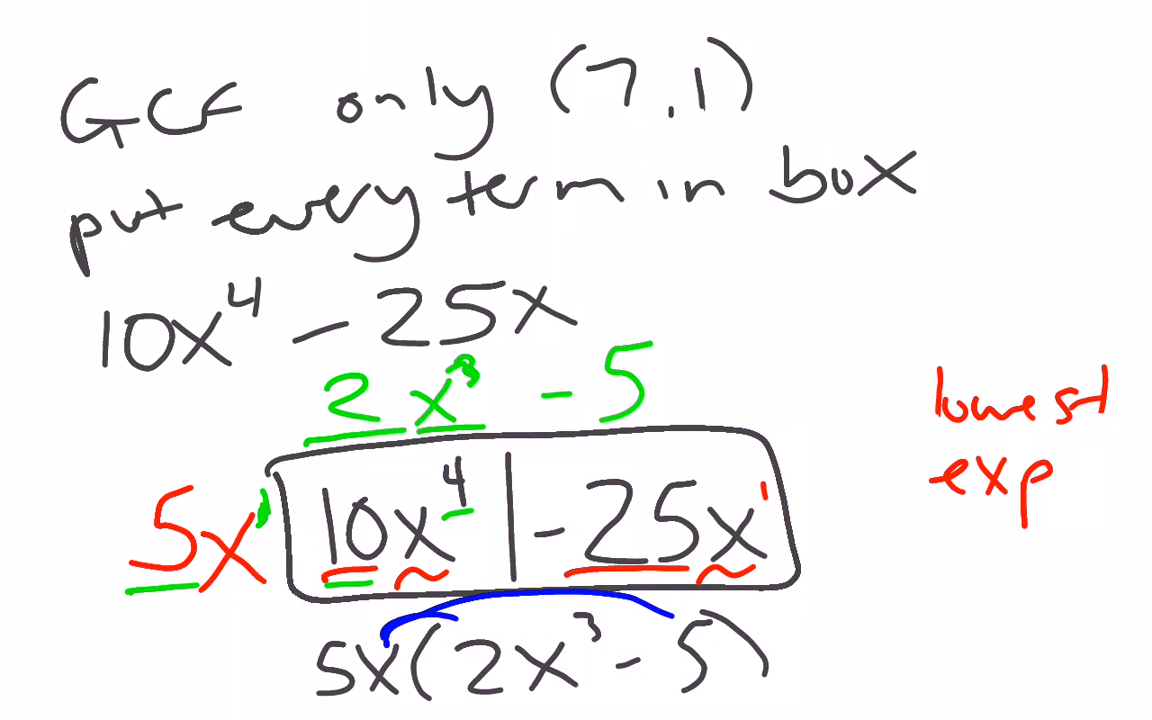 GCF only (7.1)
put every term in box
10x⁴ - 25x
2x³ - 5
lowest
exp
5x¹ 10x⁴ | -25x¹
5x(2x³ - 5)